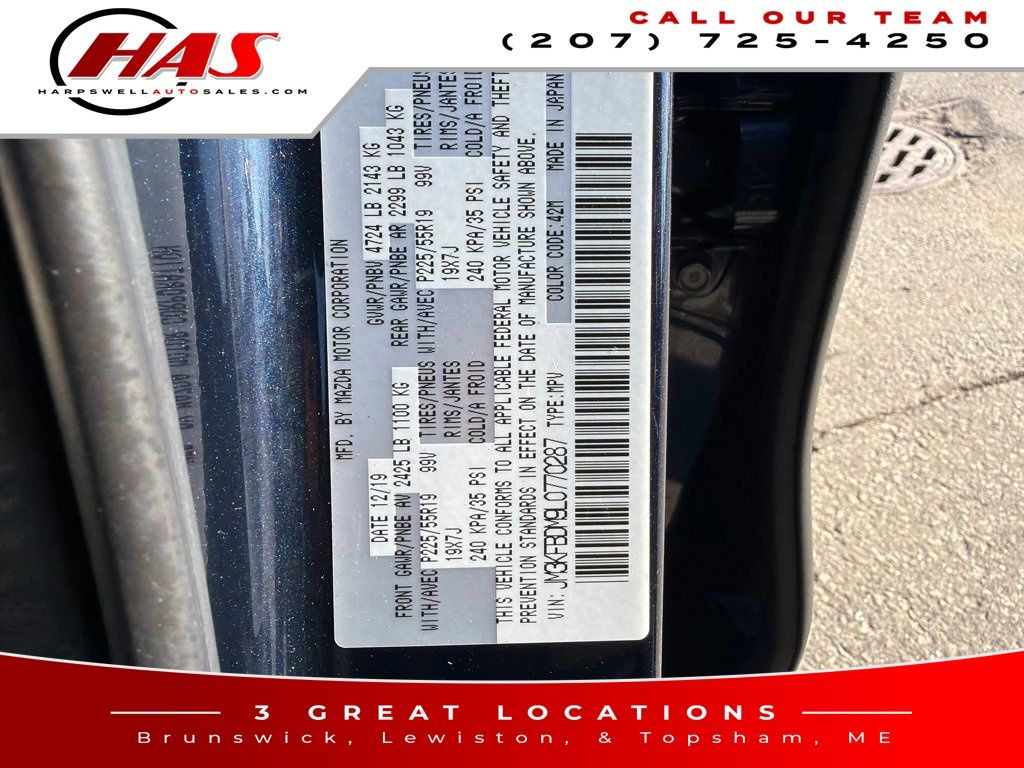 HAS
HARPSWELLAUTOSALES.COM
CALL OUR TEAM
(207) 725-4250
MFD. BY MAZDA MOTOR CORPORATION
DATE 12/19 GVWR/PNBV 4724 LB 2143 KG
FRONT GAWR/PNBE AV 2425 LB 1100 KG REAR GAWR/PNBE AR 2299 LB 1043 KG
WITH/AVEC P225/55R19 99V TIRES/PNEUS WITH/AVEC P225/55R19 99V TIRES/PNEUS
19X7J RIMS/JANTES 19X7J RIMS/JANTES
240 KPA/35 PSI COLD/A FROID 240 KPA/35 PSI COLD/A FROID
THIS VEHICLE CONFORMS TO ALL APPLICABLE FEDERAL MOTOR VEHICLE SAFETY AND THEFT
PREVENTION STANDARDS IN EFFECT ON THE DATE OF MANUFACTURE SHOWN ABOVE.
VIN: JM3KFBDM9L0770287 TYPE:MPV COLOR CODE:42M MADE IN JAPAN
3 GREAT LOCATIONS
Brunswick, Lewiston, & Topsham, ME